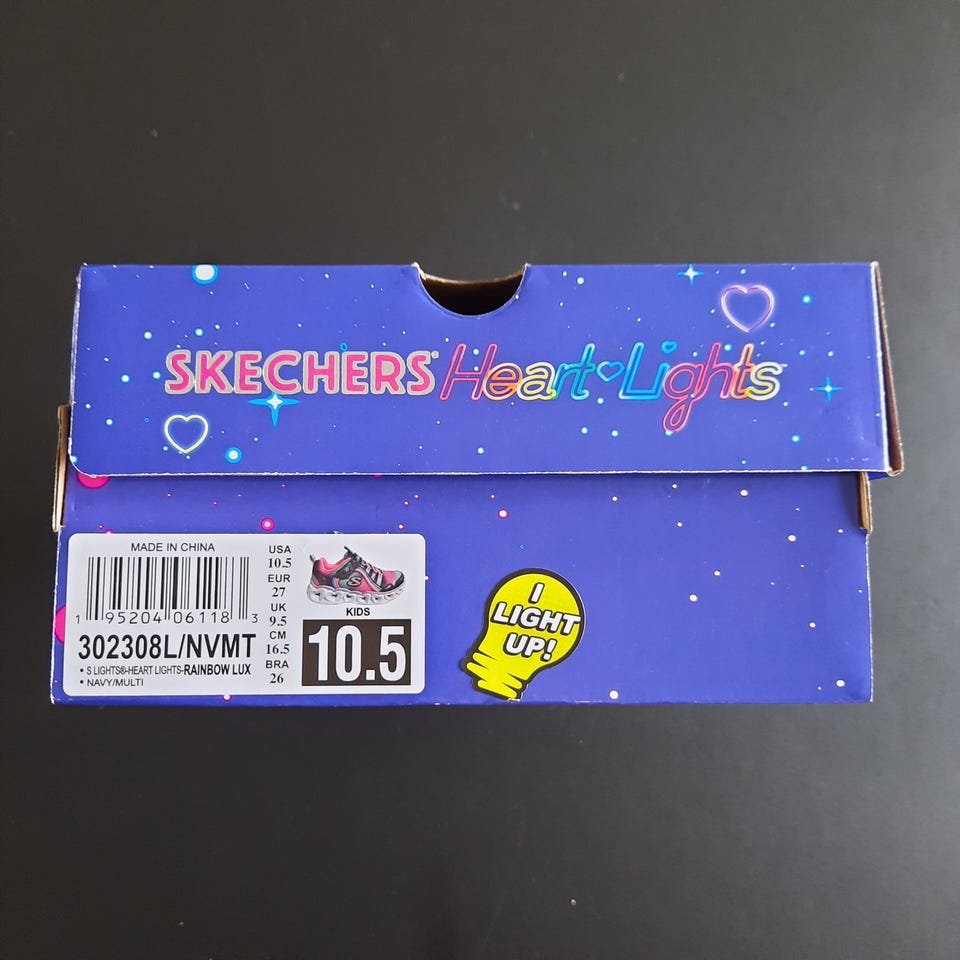 SKECHERS® Heart Lights™
MADE IN CHINA
1 95204 06118 3
302308L/NVMT
• S LIGHTS®-HEART LIGHTS-RAINBOW LUX
• NAVY/MULTI
USA
10.5
EUR
27
UK
9.5
CM
16.5
BRA
26
KIDS
10.5
I
LIGHT
UP!